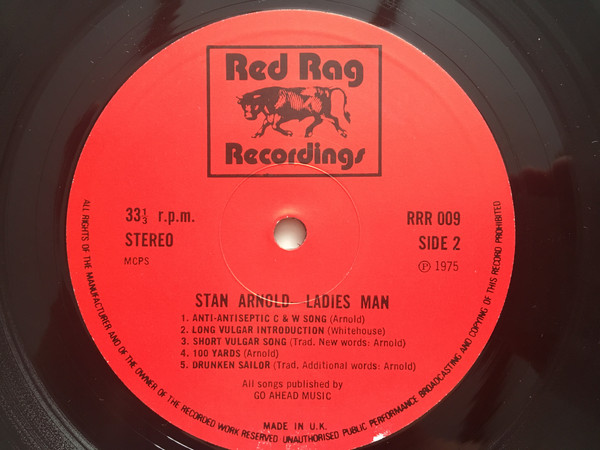 Red Rag
Recordings
33⅓ r.p.m.
STEREO
MCPS
RRR 009
SIDE 2
℗ 1975
STAN ARNOLD LADIES MAN
1. ANTI-ANTISEPTIC C & W SONG (Arnold)
2. LONG VULGAR INTRODUCTION (Whitehouse)
3. SHORT VULGAR SONG (Trad. New words: Arnold)
4. 100 YARDS (Arnold)
5. DRUNKEN SAILOR (Trad. Additional words: Arnold)
All songs published by
GO AHEAD MUSIC
MADE IN U.K.
ALL RIGHTS OF THE MANUFACTURER AND OF THE OWNER OF THE RECORDED WORK RESERVED UNAUTHORISED PUBLIC PERFORMANCE BROADCASTING AND COPYING OF THIS RECORD PROHIBITED